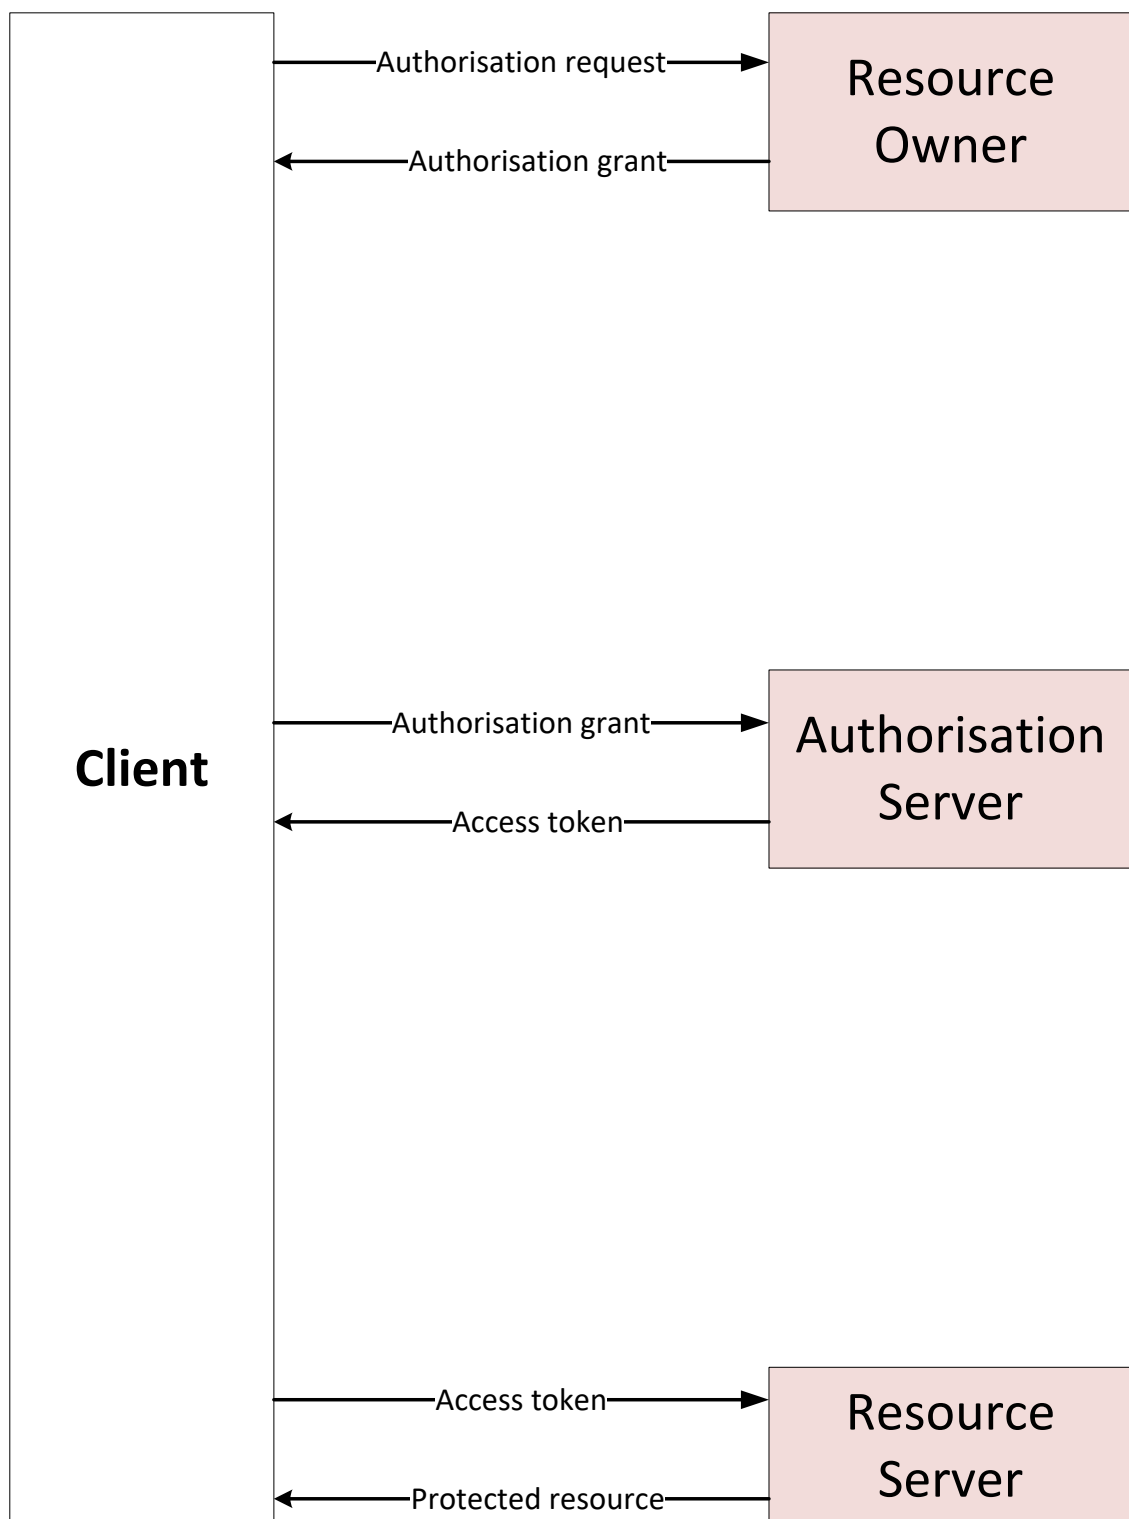 Authorisation request
Resource
Owner
Authorisation grant
Client
Authorisation grant
Authorisation
Server
Access token
Access token
Resource
Server
Protected resource